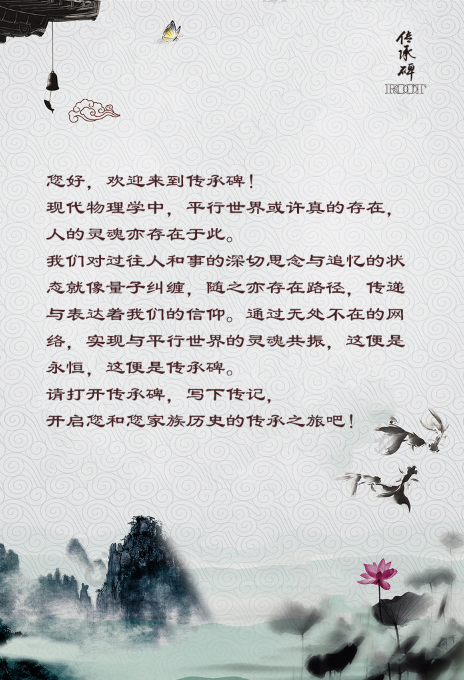 传承碑
ROOT
您好，欢迎来到传承碑！
现代物理学中，平行世界或许真的存在，
人的灵魂亦存在于此。
我们对过往人和事的深切思念与追忆的状
态就像量子纠缠，随之亦存在路径，传递
与表达着我们的信仰。通过无处不在的网
络，实现与平行世界的灵魂共振，这便是
永恒，这便是传承碑。
请打开传承碑，写下传记，
开启您和您家族历史的传承之旅吧！